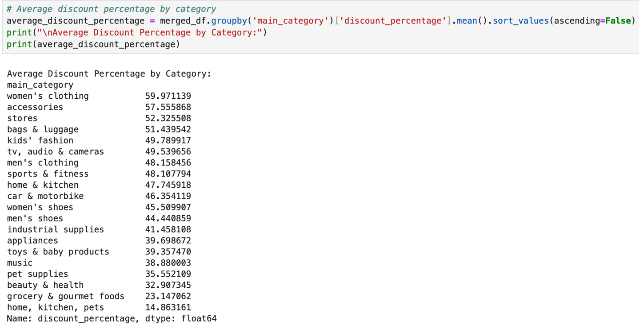 # Average discount percentage by category
average_discount_percentage = merged_df.groupby('main_category')['discount_percentage'].mean().sort_values(ascending=False)
print("\nAverage Discount Percentage by Category:")
print(average_discount_percentage)
Average Discount Percentage by Category:
main_category
women's clothing 59.971139
accessories 57.555868
stores 52.325508
bags & luggage 51.439542
kids' fashion 49.789917
tv, audio & cameras 49.539656
men's clothing 48.158456
sports & fitness 48.107794
home & kitchen 47.745918
car & motorbike 46.354119
women's shoes 45.509907
men's shoes 44.440859
industrial supplies 41.458108
appliances 39.698672
toys & baby products 39.357470
music 38.880003
pet supplies 35.552109
beauty & health 32.907345
grocery & gourmet foods 23.147062
home, kitchen, pets 14.863161
Name: discount_percentage, dtype: float64